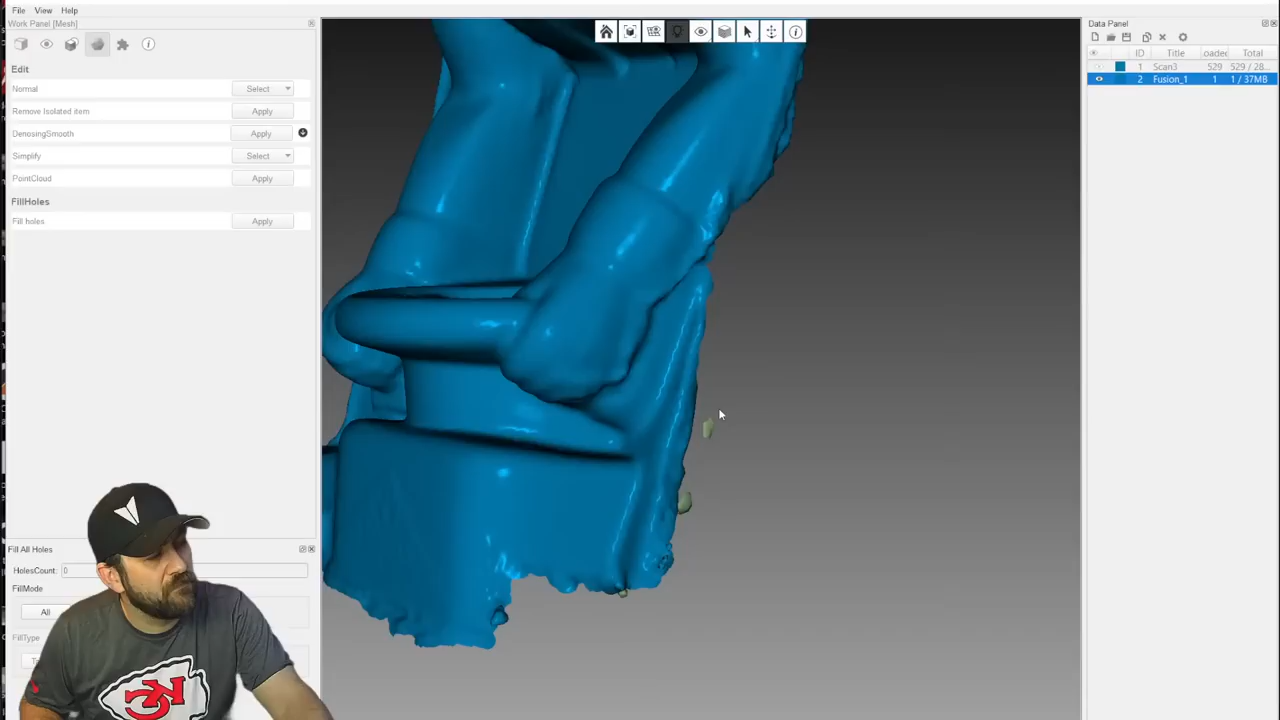 File View Help
Work Panel [Mesh]
Data Panel
ID Title Total
1 Scan3 529 529 / 28...
2 Fusion_1 1 1 / 37MB
Edit
Normal Select
Remove Isolated item Apply
DenosingSmooth Apply
Simplify Select
PointCloud Apply
FillHoles
Fill holes Apply
Fill All Holes
HolesCount: 0
FillMode
All
FillType
KC